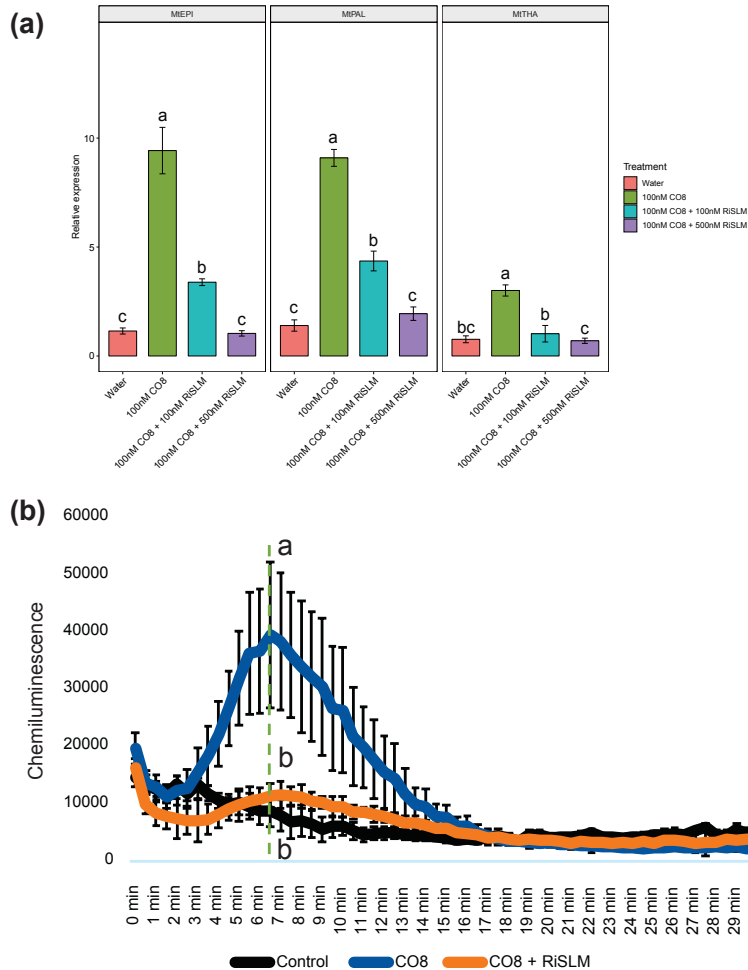 (a)
MtEPI
MtPAL
MtTHA
Relative expression
10
5
0
a
b
c
c
a
b
c
c
a
bc
b
c
Water
100nM CO8
100nM CO8 + 100nM RiSLM
100nM CO8 + 500nM RiSLM
Water
100nM CO8
100nM CO8 + 100nM RiSLM
100nM CO8 + 500nM RiSLM
Water
100nM CO8
100nM CO8 + 100nM RiSLM
100nM CO8 + 500nM RiSLM
Treatment
Water
100nM CO8
100nM CO8 + 100nM RiSLM
100nM CO8 + 500nM RiSLM
(b)
Chemiluminescence
60000
50000
40000
30000
20000
10000
0
a
b
b
0 min
1 min
2 min
3 min
4 min
5 min
6 min
7 min
8 min
9 min
10 min
11 min
12 min
13 min
14 min
15 min
16 min
17 min
18 min
19 min
20 min
21 min
22 min
23 min
24 min
25 min
26 min
27 min
28 min
29 min
Control
CO8
CO8 + RiSLM